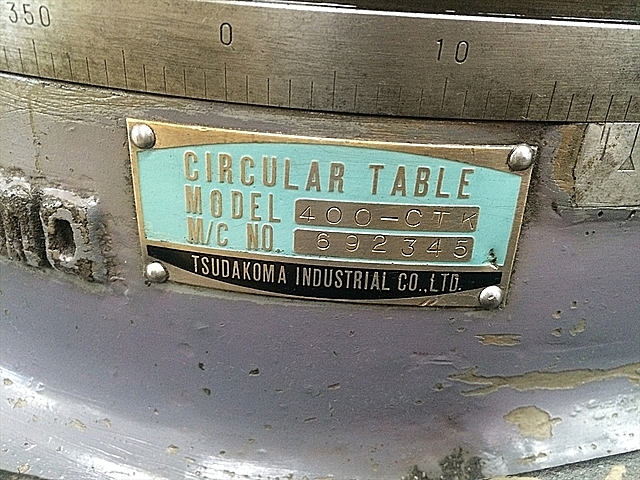 350 0 10
CIRCULAR TABLE
MODEL 400-CTK
M/C NO. 692345
TSUDAKOMA INDUSTRIAL CO.,LTD.